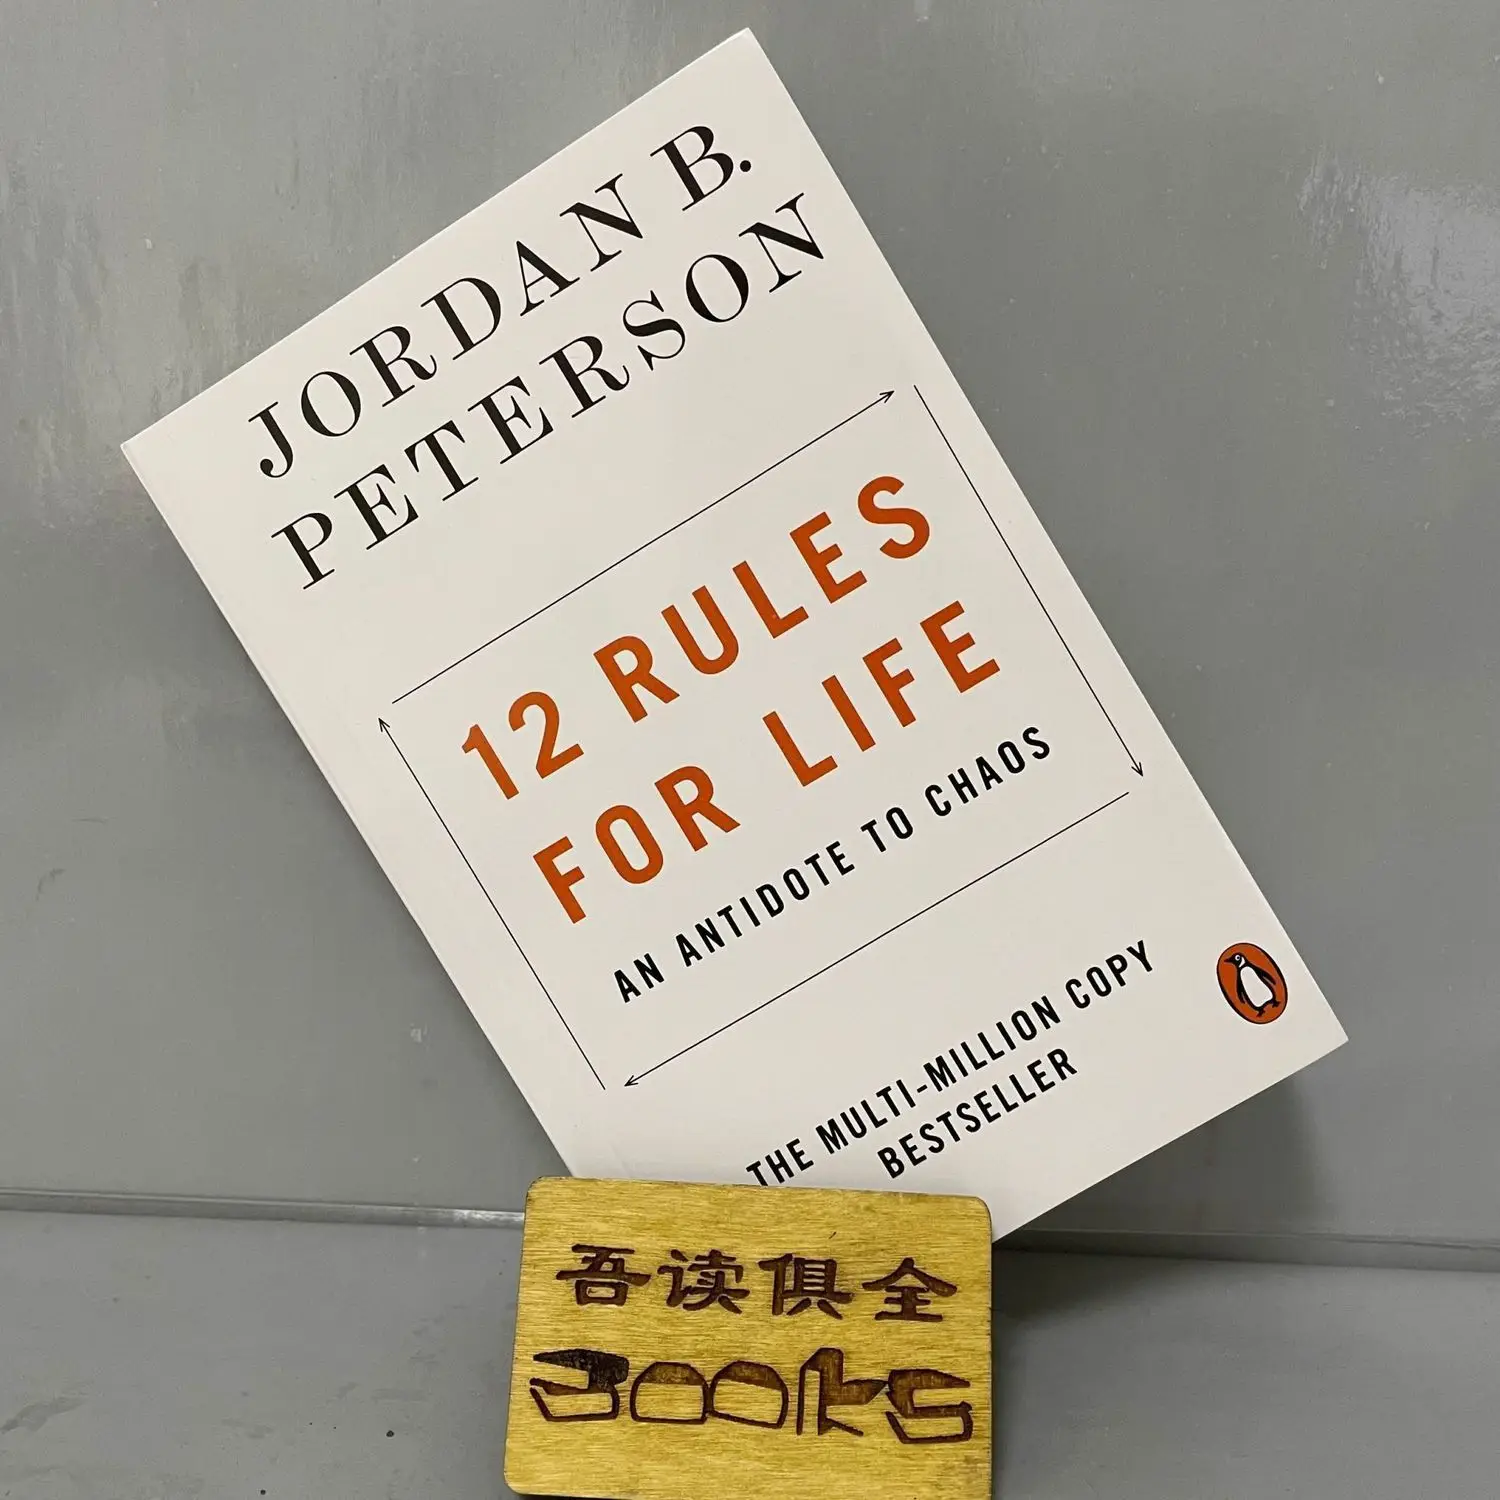 JORDAN B.
PETERSON
12 RULES
FOR LIFE
AN ANTIDOTE TO CHAOS
THE MULTI-MILLION COPY
BESTSELLER
吾读俱全
BOOKS